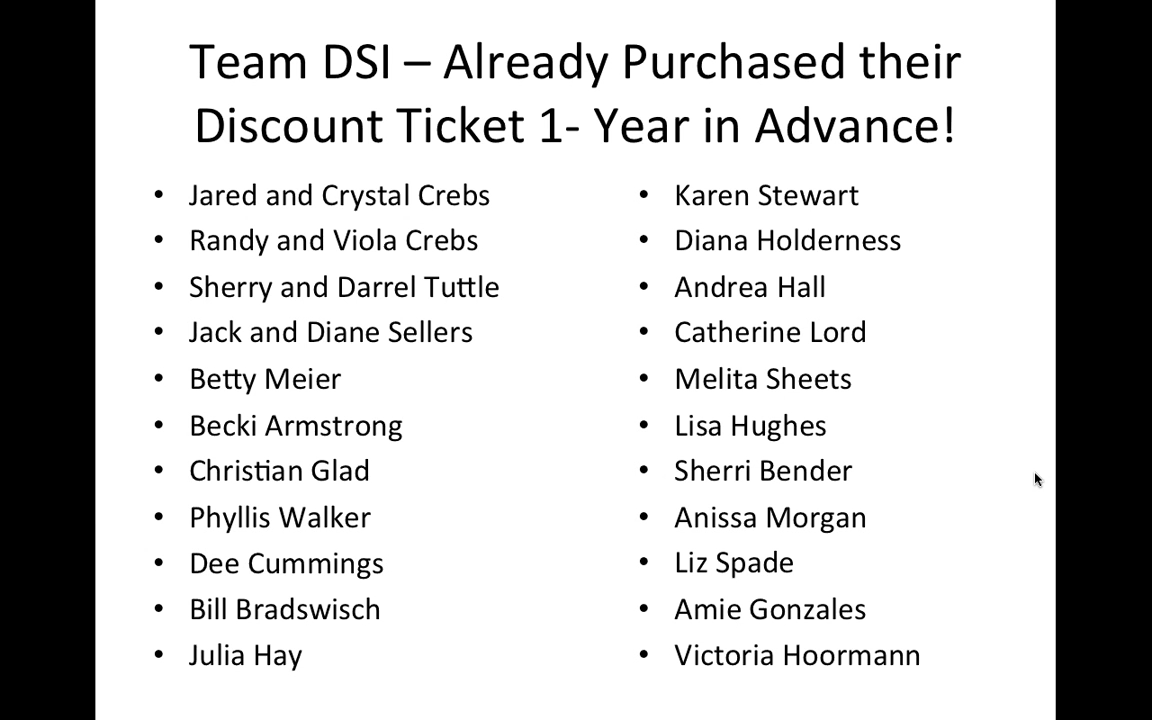 Team DSI – Already Purchased their
Discount Ticket 1- Year in Advance!
• Jared and Crystal Crebs
• Randy and Viola Crebs
• Sherry and Darrel Tuttle
• Jack and Diane Sellers
• Betty Meier
• Becki Armstrong
• Christian Glad
• Phyllis Walker
• Dee Cummings
• Bill Bradswisch
• Julia Hay
• Karen Stewart
• Diana Holderness
• Andrea Hall
• Catherine Lord
• Melita Sheets
• Lisa Hughes
• Sherri Bender
• Anissa Morgan
• Liz Spade
• Amie Gonzales
• Victoria Hoormann